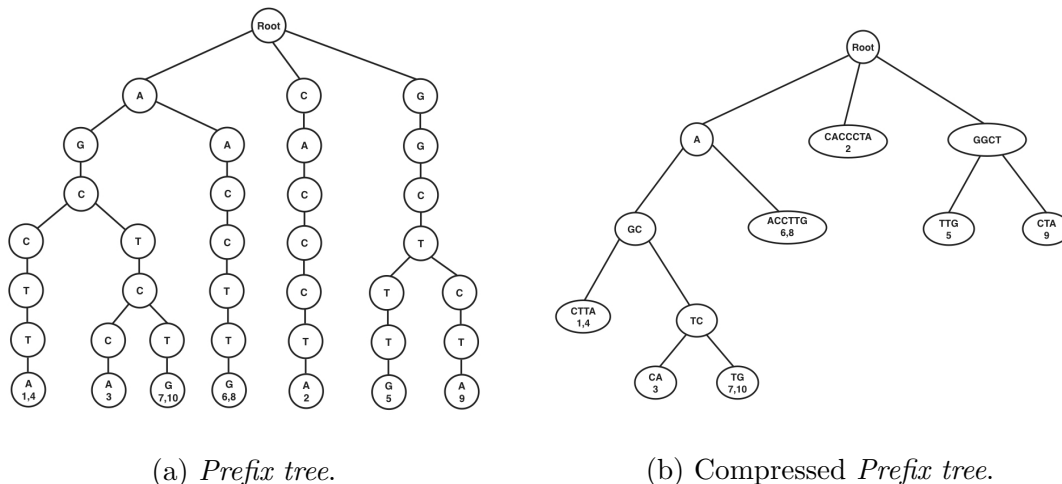 Root
A C G
G A A G
C C C C
C T C C T
T C T C T C
T C T T T T T
A A G G A G A
1,4 3 7,10 6,8 2 5 9
Root
A
CACCCTA
2
GGCT
GC
ACCTTG
6,8
TTG
5
CTA
9
CTTA
1,4
TC
CA
3
TG
7,10
(a) Prefix tree.
(b) Compressed Prefix tree.